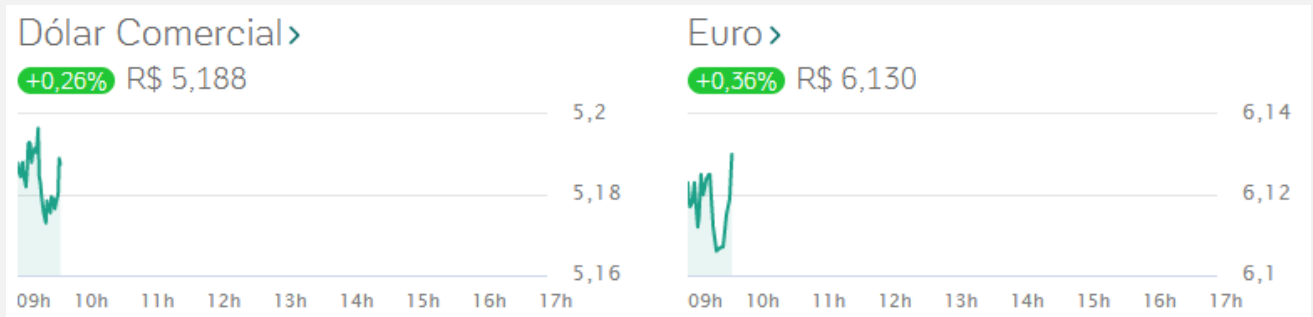 Dólar Comercial >
+0,26% R$ 5,188
5,2
5,18
5,16
09h 10h 11h 12h 13h 14h 15h 16h 17h
Euro >
+0,36% R$ 6,130
6,14
6,12
6,1
09h 10h 11h 12h 13h 14h 15h 16h 17h